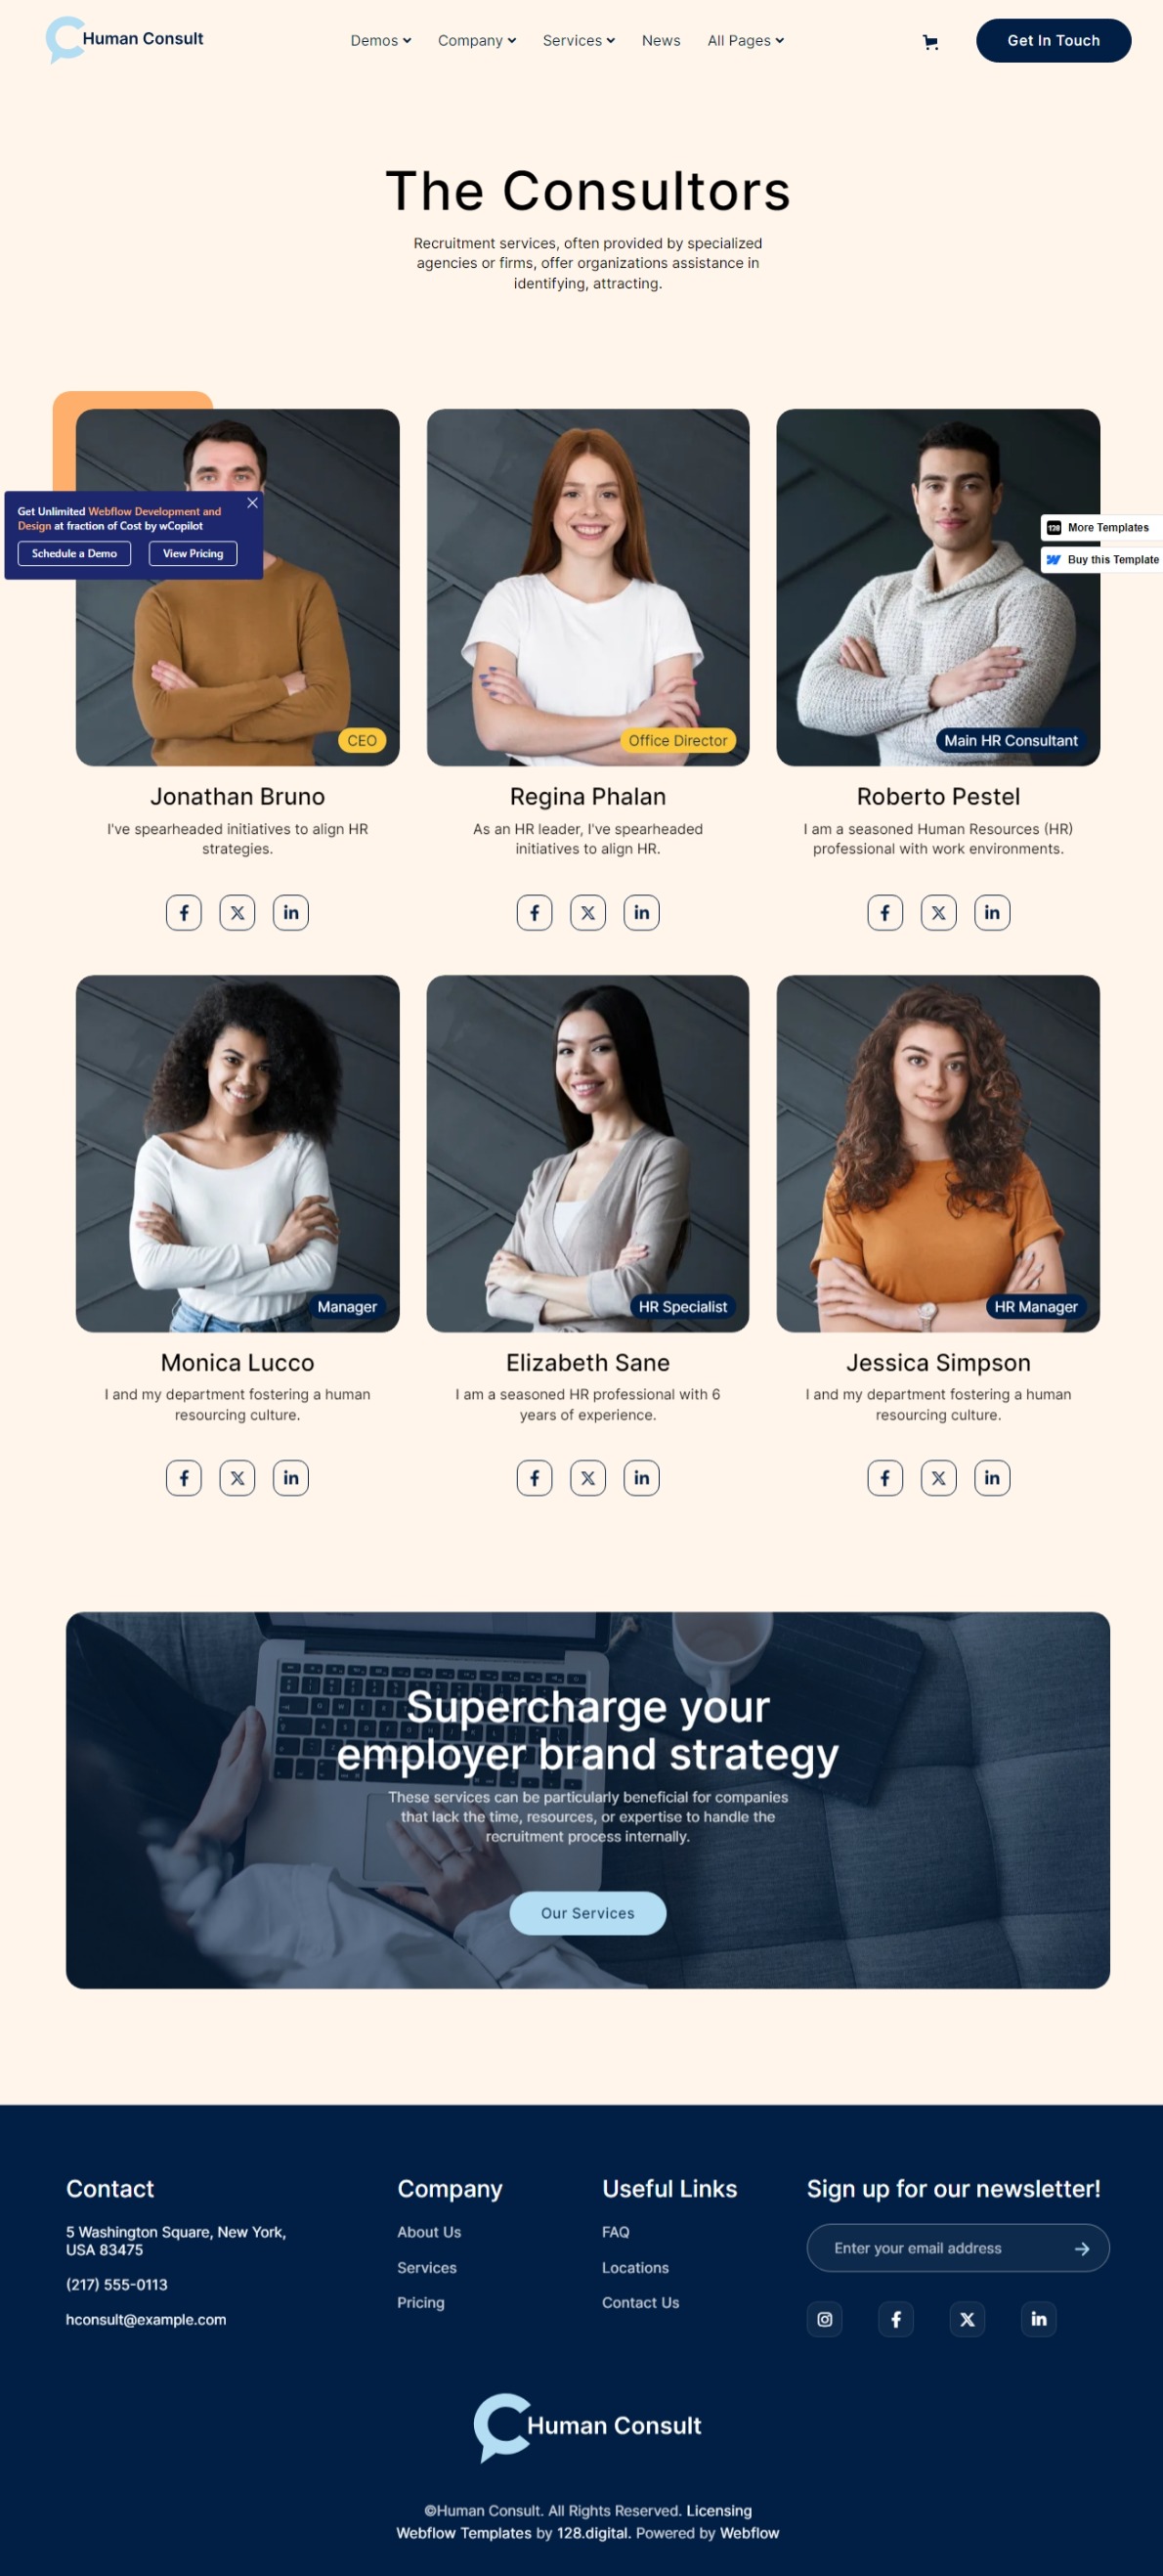 Human Consult
Demos
Company
Services
News
All Pages
Get In Touch
The Consultors
Recruitment services, often provided by specialized
agencies or firms, offer organizations assistance in
identifying, attracting.
Get Unlimited Webflow Development and
Design at fraction of Cost by wCopilot
Schedule a Demo
View Pricing
More Templates
Buy this Template
CEO
Office Director
Main HR Consultant
Jonathan Bruno
I've spearheaded initiatives to align HR
strategies.
Regina Phalan
As an HR leader, I've spearheaded
initiatives to align HR.
Roberto Pestel
I am a seasoned Human Resources (HR)
professional with work environments.
Manager
HR Specialist
HR Manager
Monica Lucco
I and my department fostering a human
resourcing culture.
Elizabeth Sane
I am a seasoned HR professional with 6
years of experience.
Jessica Simpson
I and my department fostering a human
resourcing culture.
Supercharge your
employer brand strategy
These services can be particularly beneficial for companies
that lack the time, resources, or expertise to handle the
recruitment process internally.
Our Services
Contact
5 Washington Square, New York,
USA 83475
(217) 555-0113
hconsult@example.com
Company
About Us
Services
Pricing
Useful Links
FAQ
Locations
Contact Us
Sign up for our newsletter!
Enter your email address
Human Consult
©Human Consult. All Rights Reserved. Licensing
Webflow Templates by 128.digital. Powered by Webflow